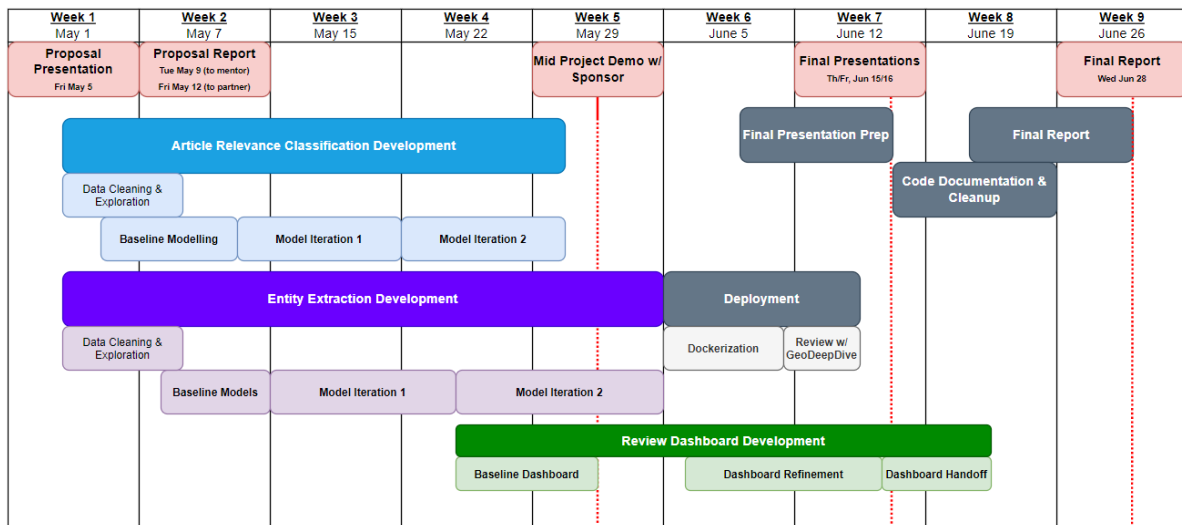 Week 1
May 1
Week 2
May 7
Week 3
May 15
Week 4
May 22
Week 5
May 29
Week 6
June 5
Week 7
June 12
Week 8
June 19
Week 9
June 26
Proposal
Presentation
Fri May 5
Proposal Report
Tue May 9 (to mentor)
Fri May 12 (to partner)
Mid Project Demo w/
Sponsor
Final Presentations
Th/Fr, Jun 15/16
Final Report
Wed Jun 28
Article Relevance Classification Development
Final Presentation Prep
Final Report
Data Cleaning &
Exploration
Code Documentation &
Cleanup
Baseline Modelling
Model Iteration 1
Model Iteration 2
Entity Extraction Development
Deployment
Data Cleaning &
Exploration
Dockerization
Review w/
GeoDeepDive
Baseline Models
Model Iteration 1
Model Iteration 2
Review Dashboard Development
Baseline Dashboard
Dashboard Refinement
Dashboard Handoff